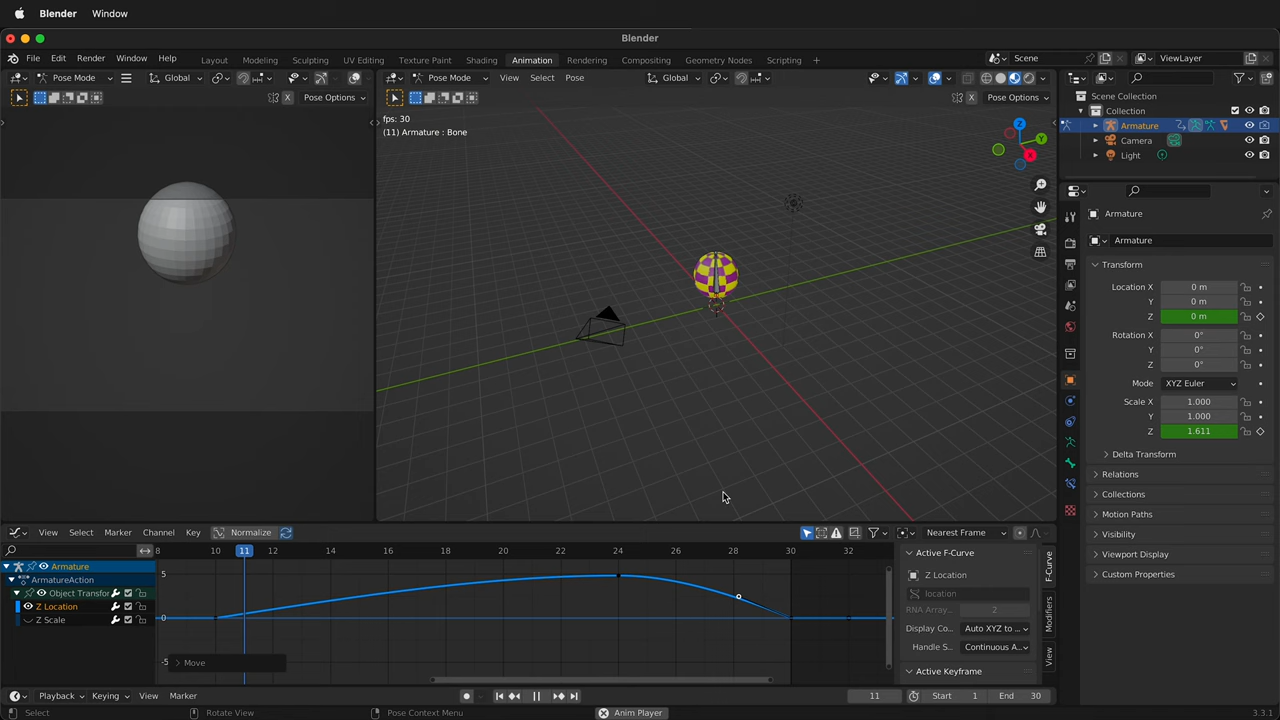 Blender Window
Blender
File Edit Render Window Help Layout Modeling Sculpting UV Editing Texture Paint Shading Animation Rendering Compositing Geometry Nodes Scripting + Scene ViewLayer
Pose Mode Global Pose Mode View Select Pose Global
X Pose Options X Pose Options Scene Collection
Collection
fps: 30
Armature
(11) Armature : Bone
Camera
Light
Z
Y
X
Armature
Armature
Transform
Location X 0 m
Y 0 m
Z 0 m
Rotation X 0°
Y 0°
Z 0°
Mode XYZ Euler
Scale X 1.000
Y 1.000
Z 1.611
Delta Transform
Relations
Collections
Motion Paths
Visibility
Viewport Display
Custom Properties
View Select Marker Channel Key Normalize Nearest Frame
8 10 11 12 14 16 18 20 22 24 26 28 30 32
Armature
ArmatureAction
Object Transfor
Z Location
Z Scale
5
0
-5
Move
Active F-Curve
Z Location
location
RNA Array... 2
Display Co... Auto XYZ to ...
Handle S... Continuous A...
Active Keyframe
F-Curve
Modifiers
View
Playback Keying View Marker 11 Start 1 End 30
Select Rotate View Pose Context Menu Anim Player 3.3.1